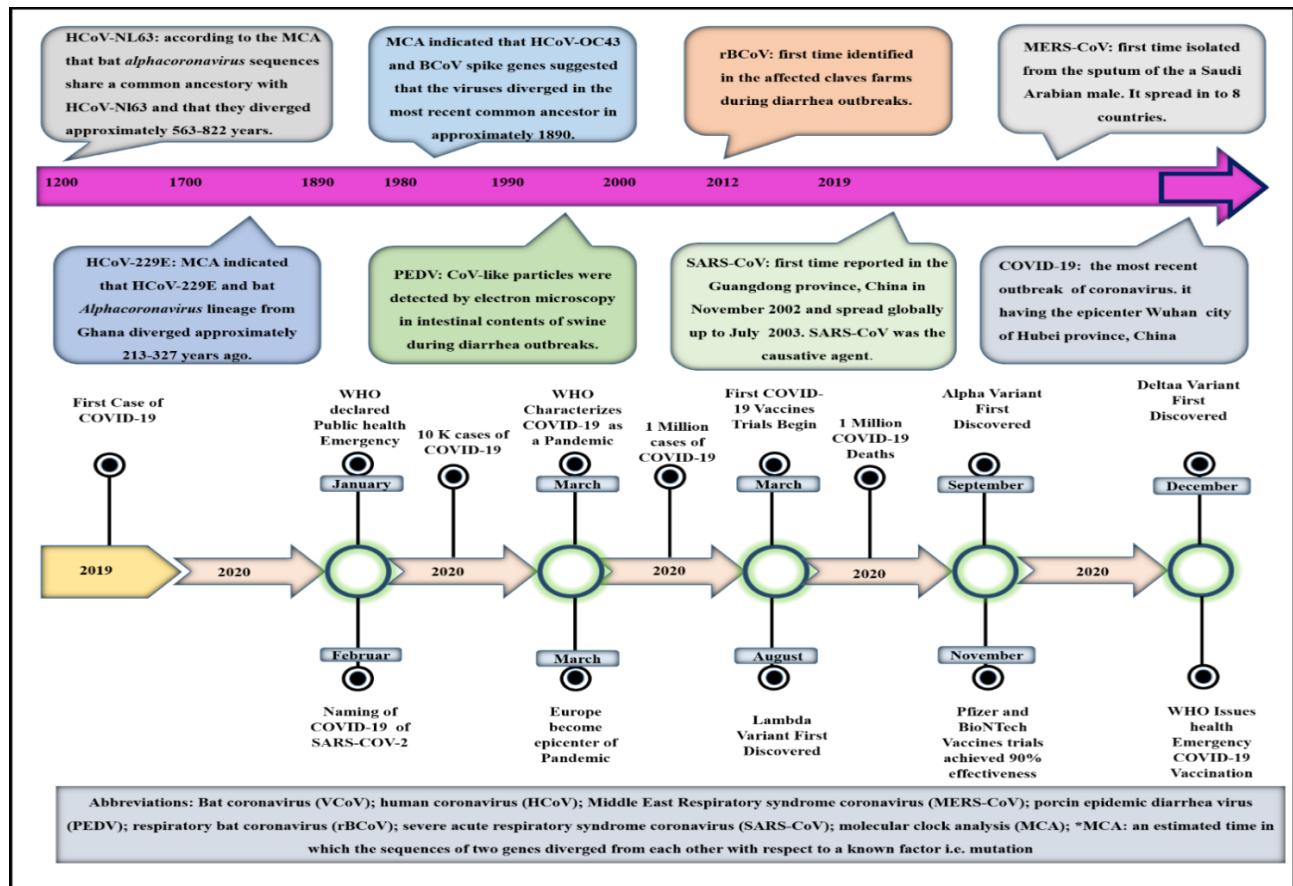 HCoV-NL63: according to the MCA
that bat alphacoronavirus sequences
share a common ancestory with
HCoV-Nl63 and that they diverged
approximately 563-822 years.
MCA indicated that HCoV-OC43
and BCoV spike genes suggested
that the viruses diverged in the
most recent common ancestor in
approximately 1890.
rBCoV: first time identified
in the affected claves farms
during diarrhea outbreaks.
MERS-CoV: first time isolated
from the sputum of the a Saudi
Arabian male. It spread in to 8
countries.
1200 1700 1890 1980 1990 2000 2012 2019
HCoV-229E: MCA indicated
that HCoV-229E and bat
Alphacoronavirus lineage from
Ghana diverged approximately
213-327 years ago.
PEDV: CoV-like particles were
detected by electron microscopy
in intestinal contents of swine
during diarrhea outbreaks.
SARS-CoV: first time reported in the
Guangdong province, China in
November 2002 and spread globally
up to July 2003. SARS-CoV was the
causative agent.
COVID-19: the most recent
outbreak of coronavirus. it
having the epicenter Wuhan city
of Hubei province, China
First Case of
COVID-19
WHO
declared
Public health
Emergency
10 K cases of
COVID-19
WHO
Characterizes
COVID-19 as
a Pandemic
1 Million
cases of
COVID-19
First COVID-
19 Vaccines
Trials Begin
1 Million
COVID-19
Deaths
Alpha Variant
First
Discovered
Deltaa Variant
First
Discovered
January
March
March
September
December
2019
2020
2020
2020
2020
2020
Februar
March
August
November
Naming of
COVID-19 of
SARS-COV-2
Europe
become
epicenter of
Pandemic
Lambda
Variant First
Discovered
Pfizer and
BioNTech
Vaccines trials
achieved 90%
effectiveness
WHO Issues
health
Emergency
COVID-19
Vaccination
Abbreviations: Bat coronavirus (VCoV); human coronavirus (HCoV); Middle East Respiratory syndrome coronavirus (MERS-CoV); porcin epidemic diarrhea virus
(PEDV); respiratory bat coronavirus (rBCoV); severe acute respiratory syndrome coronavirus (SARS-CoV); molecular clock analysis (MCA); *MCA: an estimated time in
which the sequences of two genes diverged from each other with respect to a known factor i.e. mutation